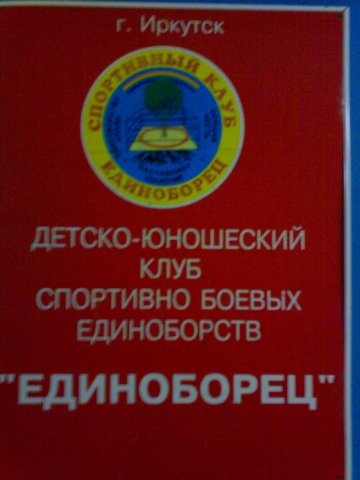 г. Иркутск
СПОРТИВНЫЙ КЛУБ
ЕДИНОБОРЕЦ
ДЕТСКО-ЮНОШЕСКИЙ
КЛУБ
СПОРТИВНО БОЕВЫХ
ЕДИНОБОРСТВ
"ЕДИНОБОРЕЦ"